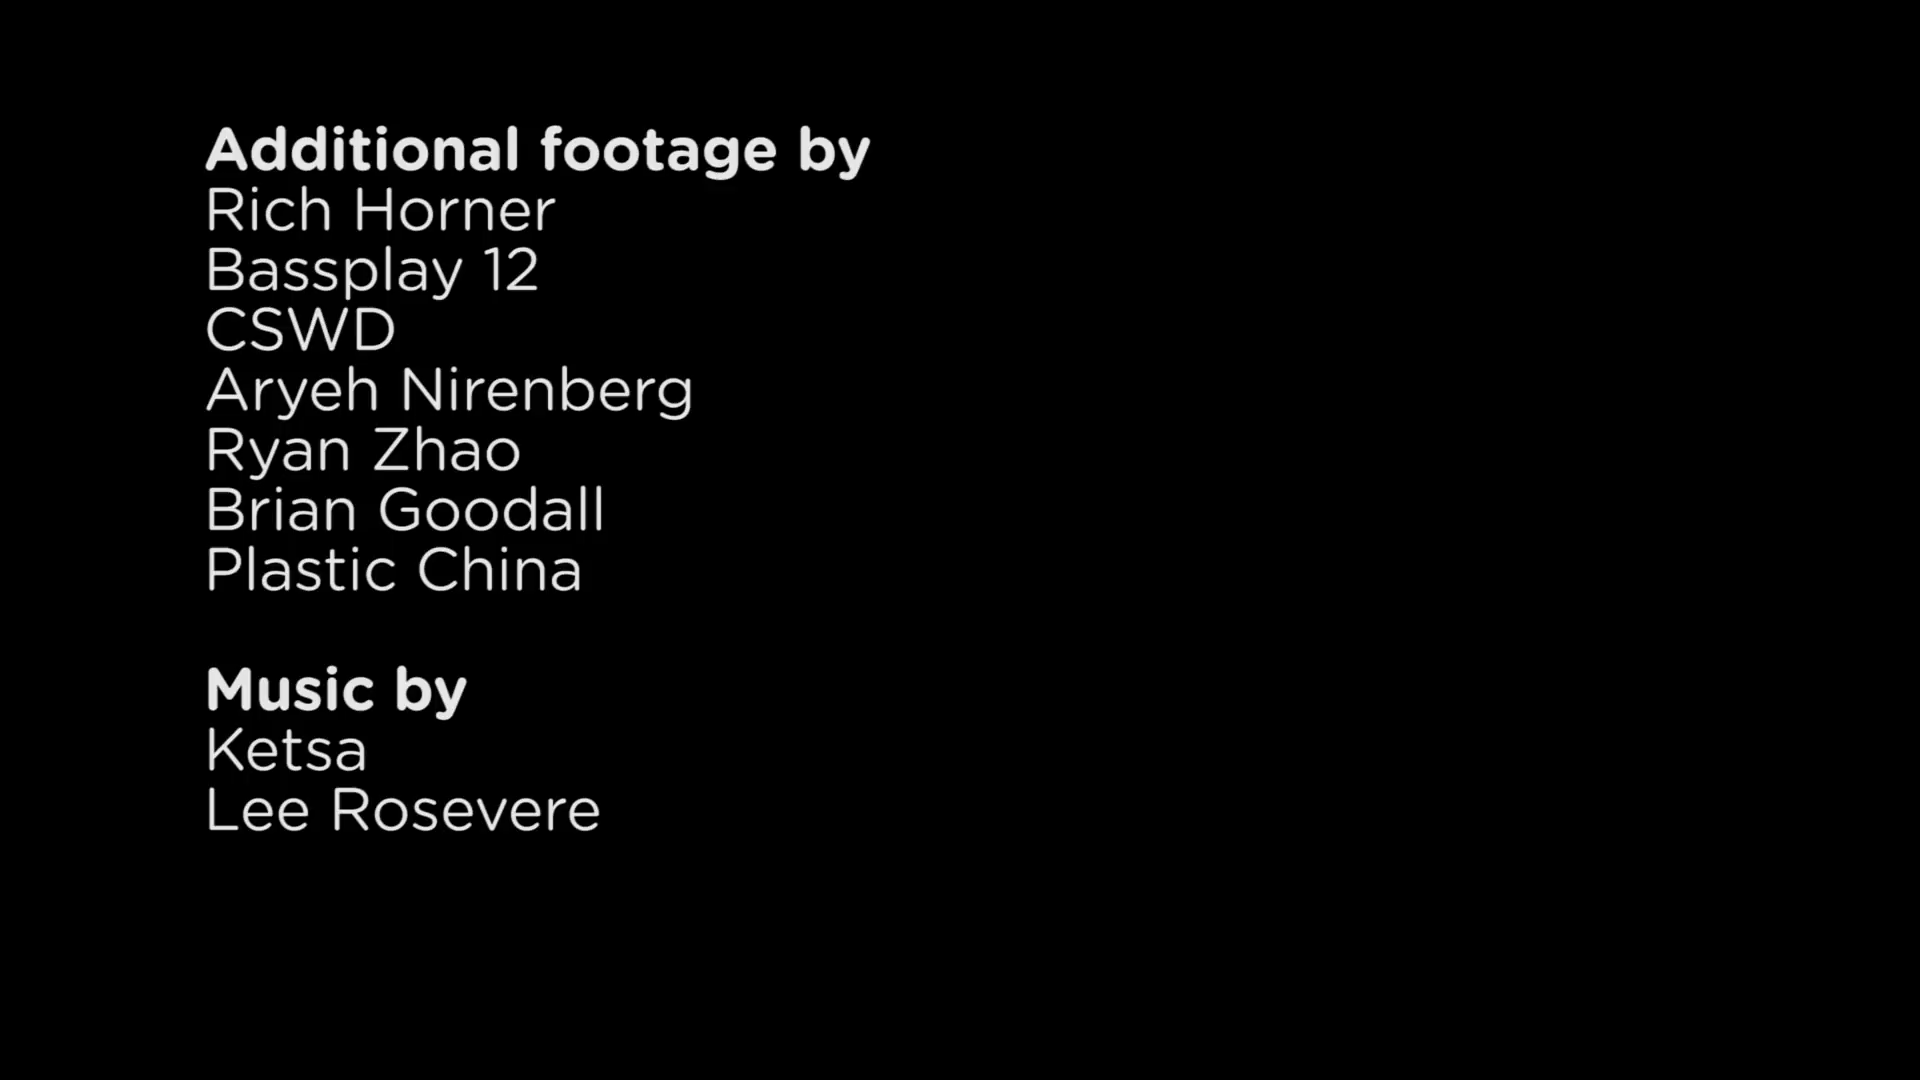 Additional footage by
Rich Horner
Bassplay 12
CSWD
Aryeh Nirenberg
Ryan Zhao
Brian Goodall
Plastic China
Music by
Ketsa
Lee Rosevere